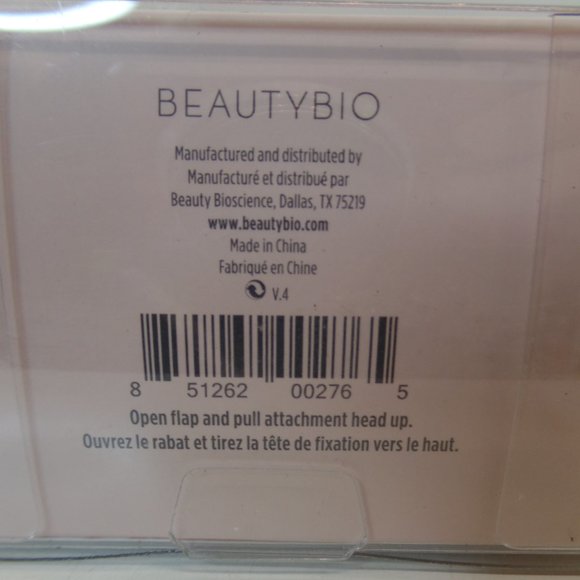 BEAUTYBIO
Manufactured and distributed by
Manufacturé et distribué par
Beauty Bioscience, Dallas, TX 75219
www.beautybio.com
Made in China
Fabriqué en Chine
V.4
8 51262 00276 5
Open flap and pull attachment head up.
Ouvrez le rabat et tirez la tête de fixation vers le haut.